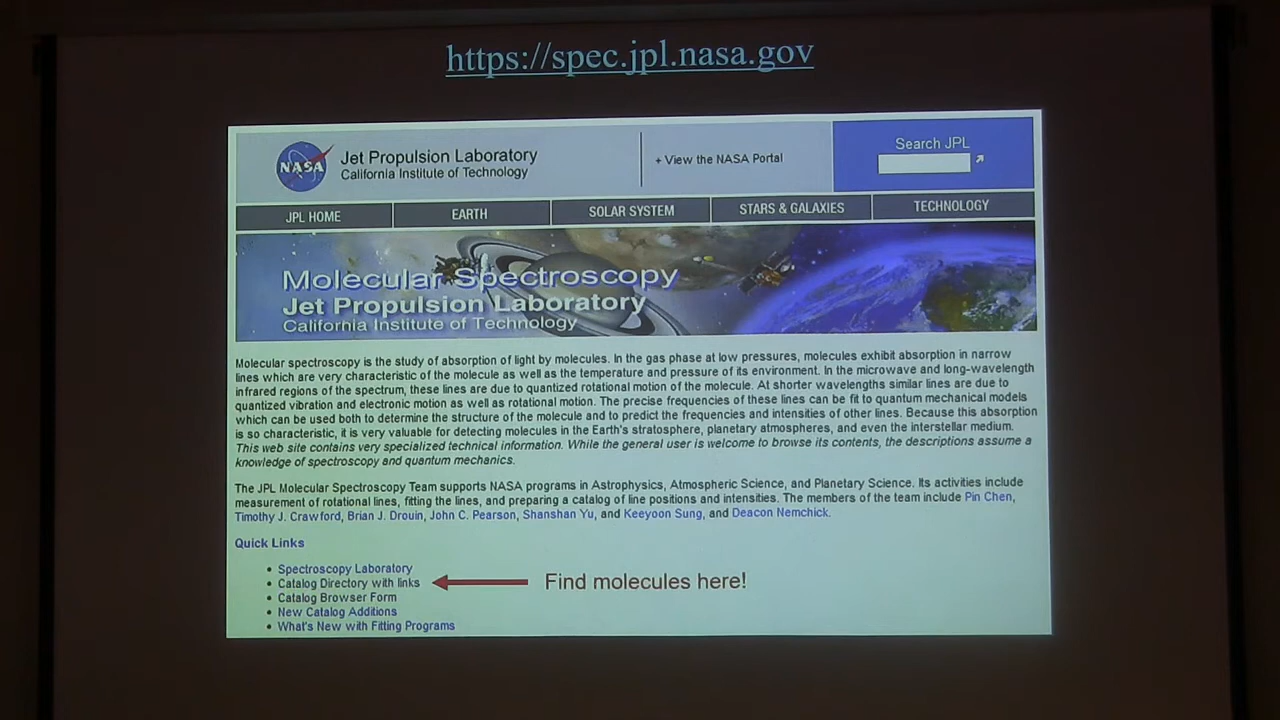 https://spec.jpl.nasa.gov
NASA
Jet Propulsion Laboratory
California Institute of Technology
+ View the NASA Portal
Search JPL
JPL HOME
EARTH
SOLAR SYSTEM
STARS & GALAXIES
TECHNOLOGY
Molecular Spectroscopy
Jet Propulsion Laboratory
California Institute of Technology
Molecular spectroscopy is the study of absorption of light by molecules. In the gas phase at low pressures, molecules exhibit absorption in narrow
lines which are very characteristic of the molecule as well as the temperature and pressure of its environment. In the microwave and long-wavelength
infrared regions of the spectrum, these lines are due to quantized rotational motion of the molecule. At shorter wavelengths similar lines are due to
quantized vibration and electronic motion as well as rotational motion. The precise frequencies of these lines can be fit to quantum mechanical models
which can be used both to determine the structure of the molecule and to predict the frequencies and intensities of other lines. Because this absorption
is so characteristic, it is very valuable for detecting molecules in the Earth's stratosphere, planetary atmospheres, and even the interstellar medium.
This web site contains very specialized technical information. While the general user is welcome to browse its contents, the descriptions assume a
knowledge of spectroscopy and quantum mechanics.
The JPL Molecular Spectroscopy Team supports NASA programs in Astrophysics, Atmospheric Science, and Planetary Science. Its activities include
measurement of rotational lines, fitting the lines, and preparing a catalog of line positions and intensities. The members of the team include Pin Chen,
Timothy J. Crawford, Brian J. Drouin, John C. Pearson, Shanshan Yu, and Keeyoon Sung, and Deacon Nemchick.
Quick Links
• Spectroscopy Laboratory
• Catalog Directory with links
Find molecules here!
• Catalog Browser Form
• New Catalog Additions
• What's New with Fitting Programs